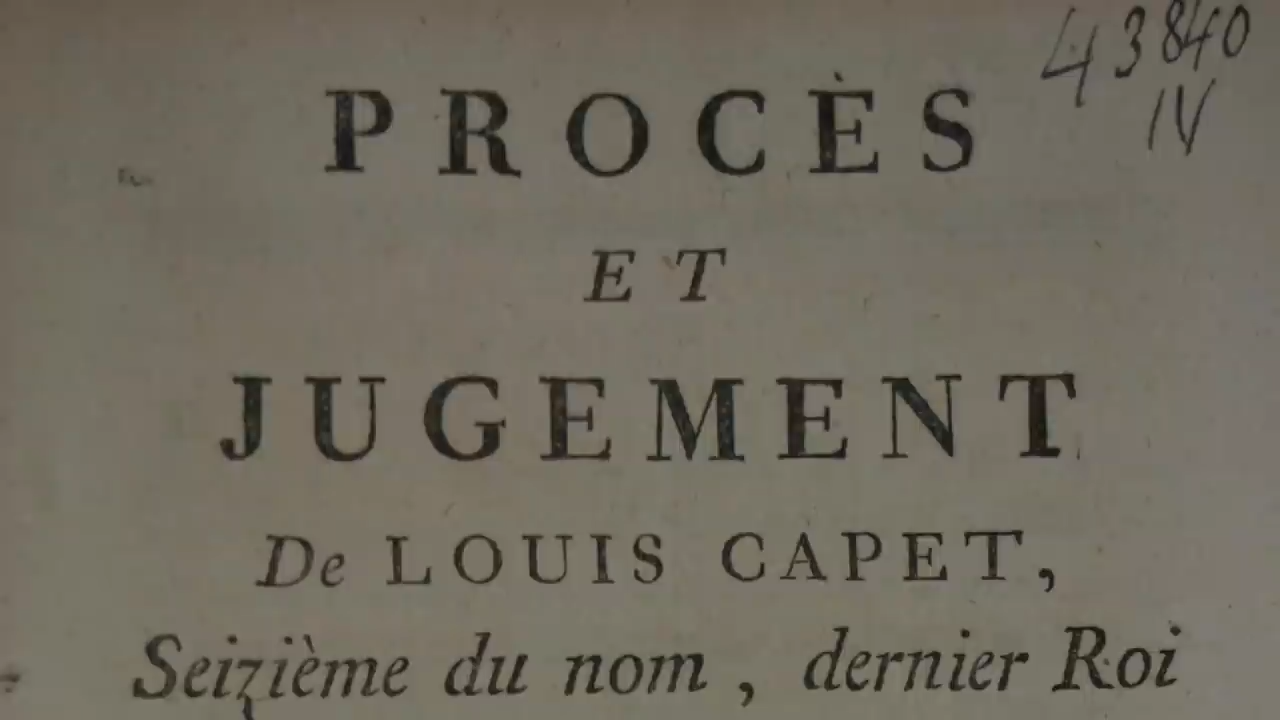 43840
IV
PROCÈS
ET
JUGEMENT
De LOUIS CAPET,
Seizième du nom, dernier Roi